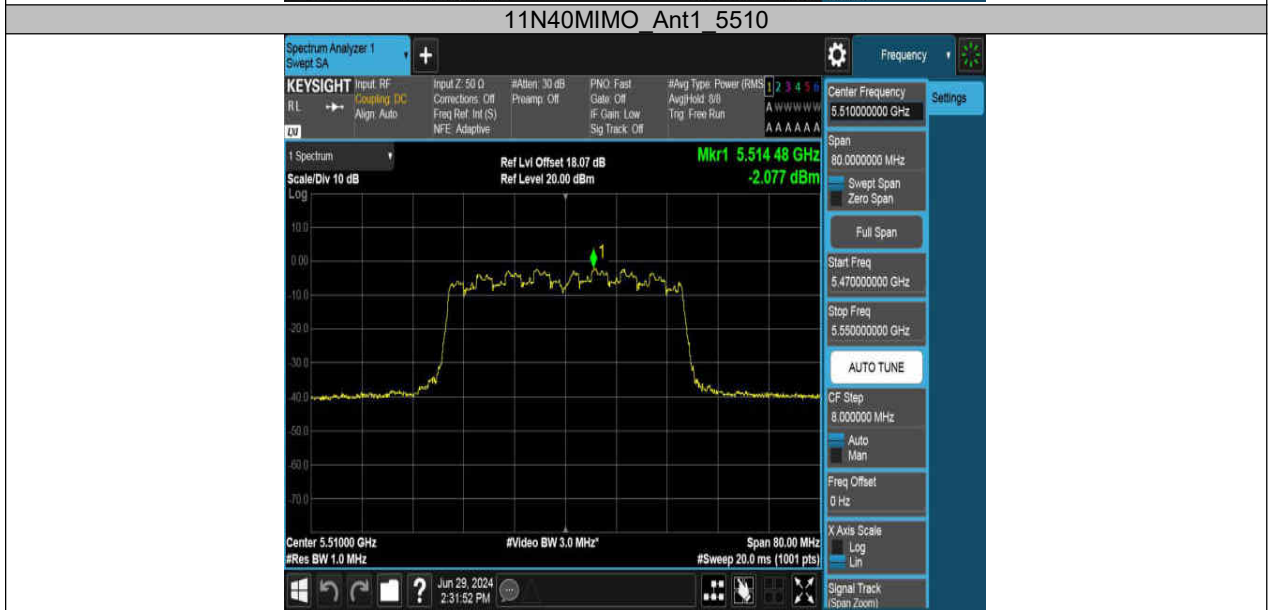 11N40MIMO_Ant1_5510
Spectrum Analyzer 1
Swept SA
+
Frequency
KEYSIGHT
RL
LXI
Input: RF
Coupling: DC
Align: Auto
Input Z: 50 Ω
Corrections: Off
Freq Ref: Int (S)
NFE: Adaptive
#Atten: 30 dB
Preamp: Off
PNO: Fast
Gate: Off
IF Gain: Low
Sig Track: Off
#Avg Type: Power (RMS
Avg|Hold: 8/8
Trig: Free Run
1 2 3 4 5 6
A W W W W W
A A A A A A
Center Frequency
5.510000000 GHz
Settings
Span
80.0000000 MHz
Swept Span
Zero Span
Full Span
Start Freq
5.470000000 GHz
Stop Freq
5.550000000 GHz
AUTO TUNE
CF Step
8.000000 MHz
Auto
Man
Freq Offset
0 Hz
X Axis Scale
Log
Lin
Signal Track
(Span Zoom)
1 Spectrum
Scale/Div 10 dB
Log
Ref Lvl Offset 18.07 dB
Ref Level 20.00 dBm
Mkr1 5.514 48 GHz
-2.077 dBm
10.0
0.00
-10.0
-20.0
-30.0
-40.0
-50.0
-60.0
-70.0
1
Center 5.51000 GHz
#Res BW 1.0 MHz
#Video BW 3.0 MHz*
Span 80.00 MHz
#Sweep 20.0 ms (1001 pts)
?
Jun 29, 2024
2:31:52 PM